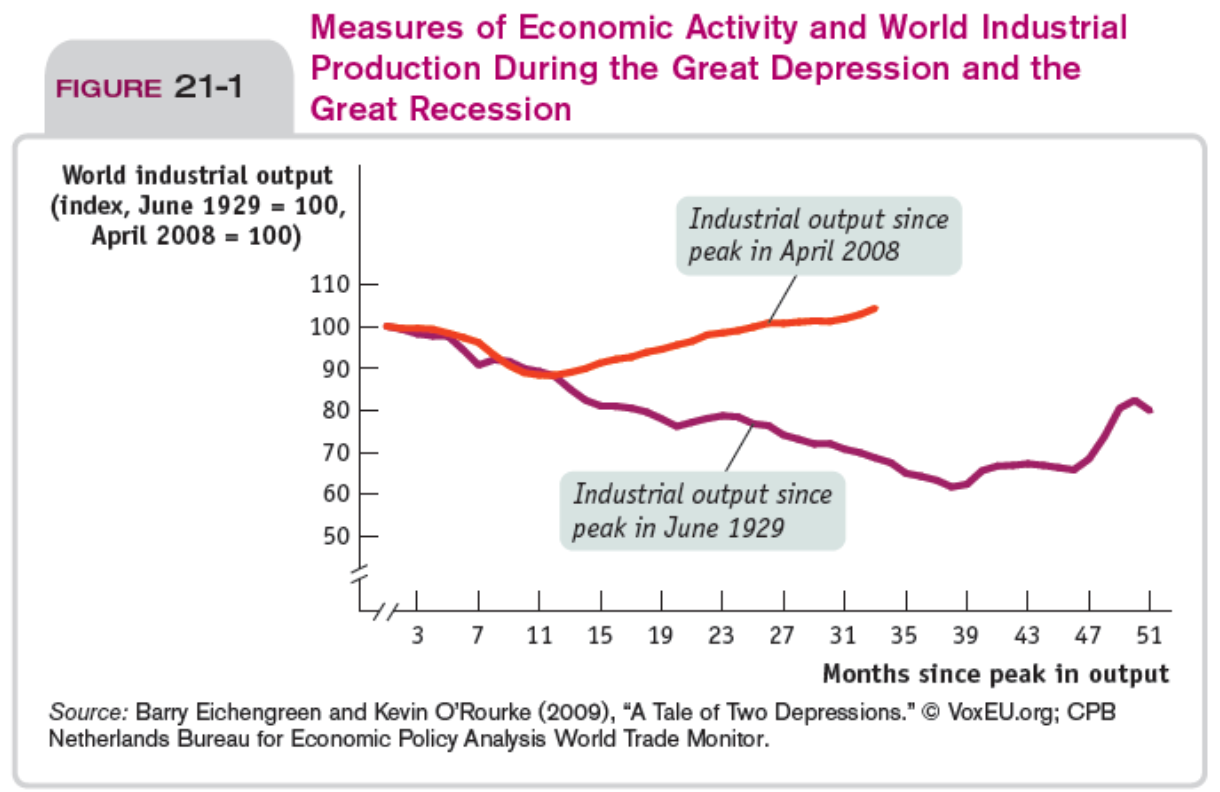 FIGURE 21-1
Measures of Economic Activity and World Industrial
Production During the Great Depression and the
Great Recession
World industrial output
(index, June 1929 = 100,
April 2008 = 100)
Industrial output since
peak in April 2008
110
100
90
80
70
60
50
Industrial output since
peak in June 1929
3 7 11 15 19 23 27 31 35 39 43 47 51
Months since peak in output
Source: Barry Eichengreen and Kevin O'Rourke (2009), “A Tale of Two Depressions.” © VoxEU.org; CPB
Netherlands Bureau for Economic Policy Analysis World Trade Monitor.